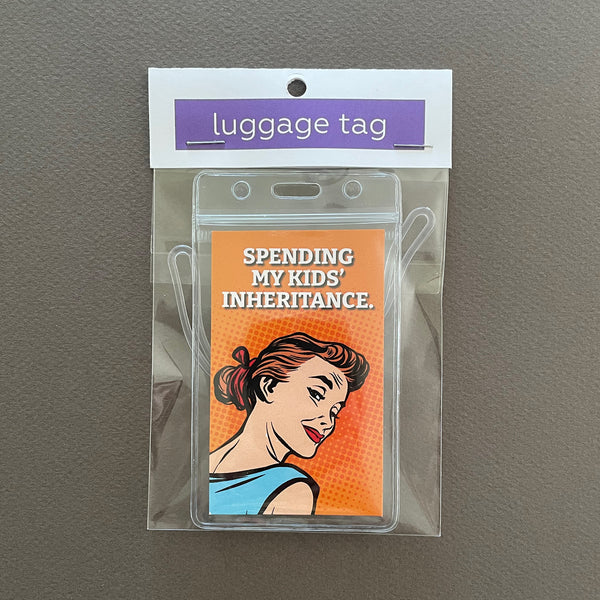 luggage tag
SPENDING
MY KIDS’
INHERITANCE.